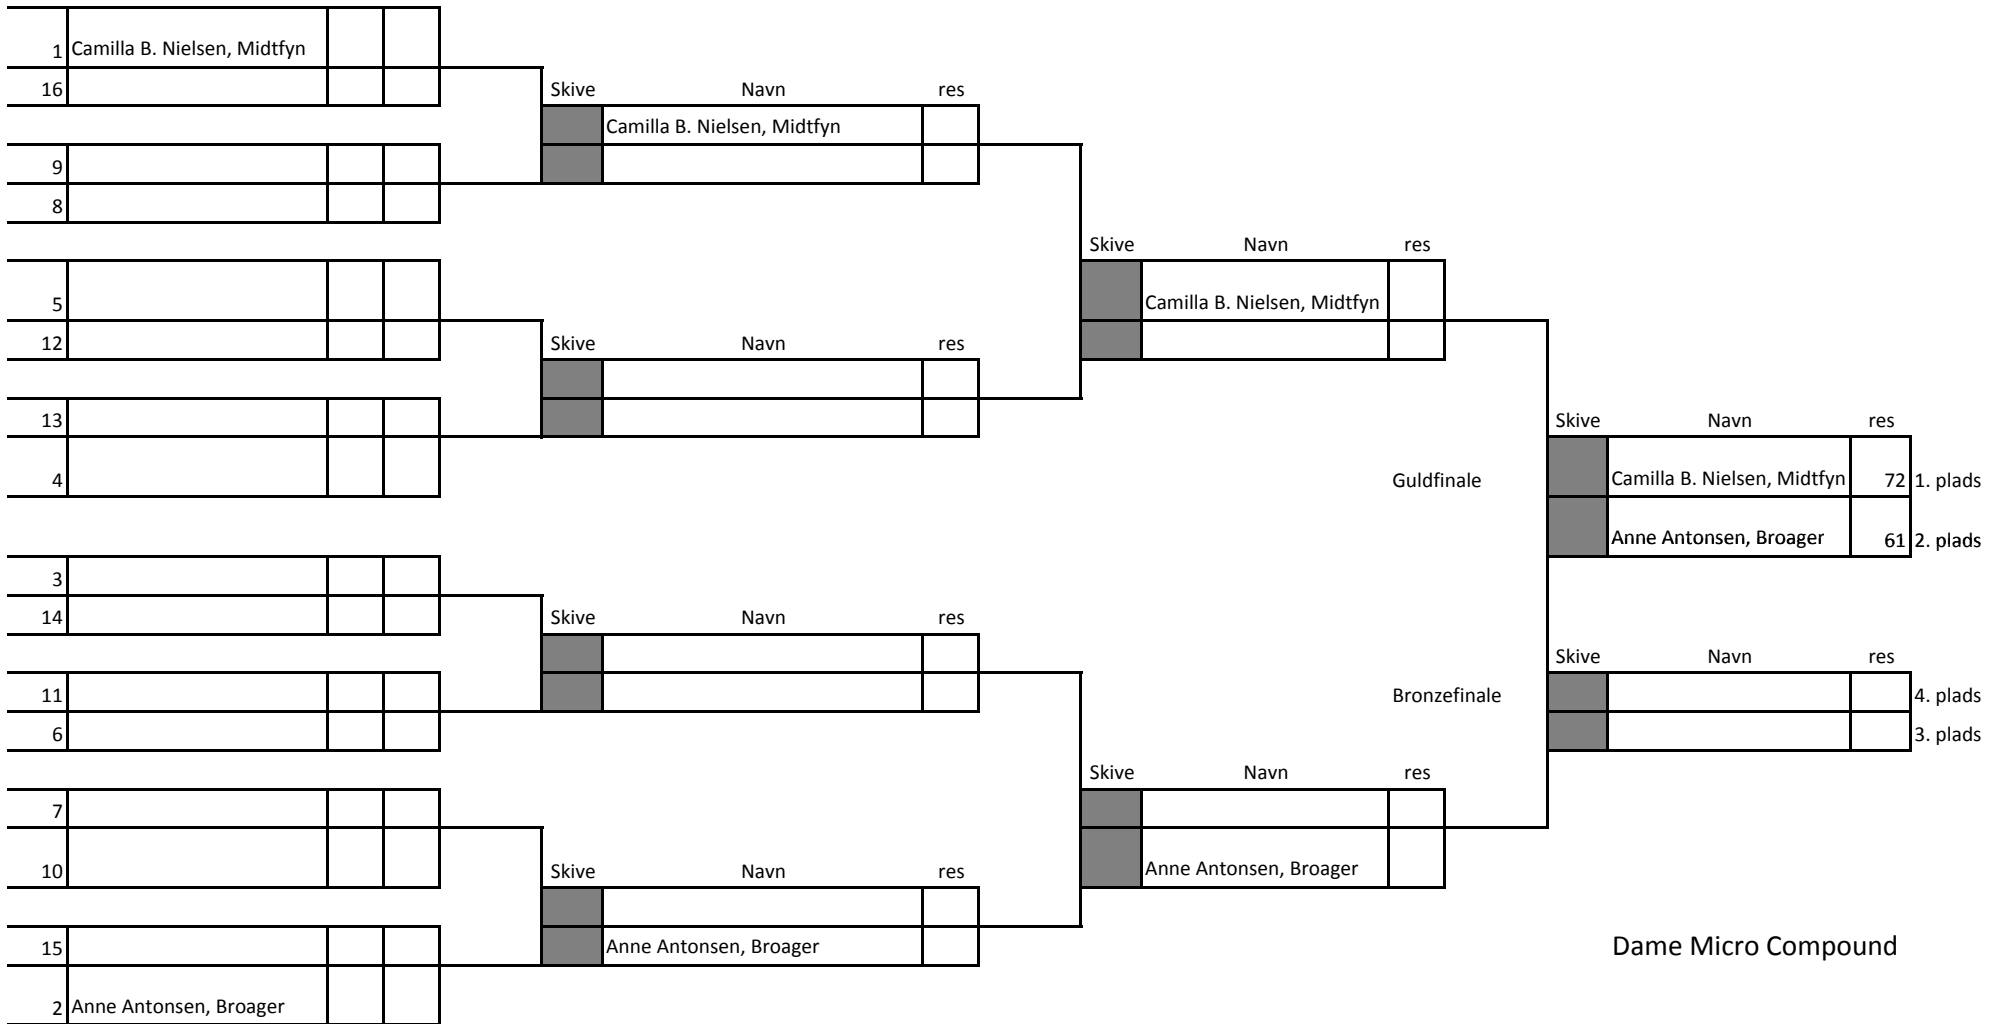 1 Camilla B. Nielsen, Midtfyn
16
9
8
5
12
13
4
3
14
11
6
7
10
15
2 Anne Antonsen, Broager
Skive Navn res
Camilla B. Nielsen, Midtfyn
Skive Navn res
Skive Navn res
Skive Navn res
Anne Antonsen, Broager
Skive Navn res
Camilla B. Nielsen, Midtfyn
Skive Navn res
Anne Antonsen, Broager
Skive Navn res
Guldfinale Camilla B. Nielsen, Midtfyn 72 1. plads
Anne Antonsen, Broager 61 2. plads
Skive Navn res
Bronzefinale 4. plads
3. plads
Dame Micro Compound